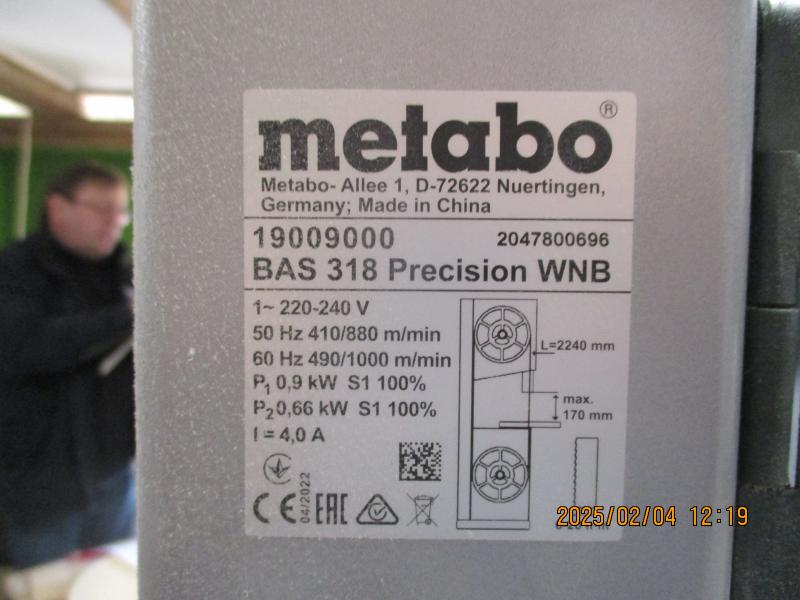 metabo®
Metabo- Allee 1, D-72622 Nuertingen,
Germany; Made in China
19009000
2047800696
BAS 318 Precision WNB
1~ 220-240 V
50 Hz 410/880 m/min
60 Hz 490/1000 m/min
P1 0,9 kW S1 100%
P2 0,66 kW S1 100%
I = 4,0 A
L=2240 mm
max.
170 mm
CE
04/2022
EAC
2025/02/04 12:19